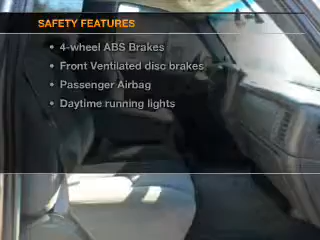 SAFETY FEATURES
• 4-wheel ABS Brakes
• Front Ventilated disc brakes
• Passenger Airbag
• Daytime running lights